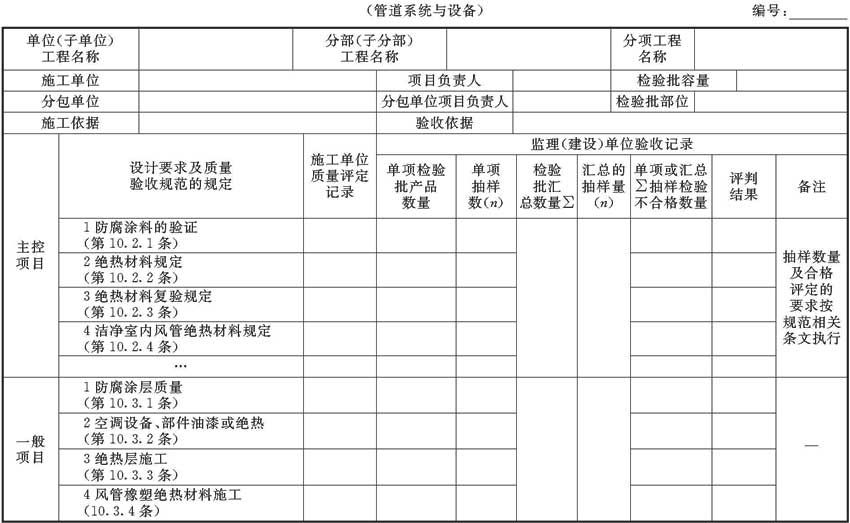 （管道系统与设备）
编号：
单位(子单位)
工程名称
分部(子分部)
工程名称
分项工程
名称
施工单位
项目负责人
检验批容量
分包单位
分包单位项目负责人
检验批部位
施工依据
验收依据
设计要求及质量
验收规范的规定
施工单位
质量评定
记录
监理(建设)单位验收记录
单项检验
批产品
数量
单项
抽样
数(n)
检验
批汇
总数量∑
汇总的
抽样量
(n)
单项或汇总
∑抽样检验
不合格数量
评判
结果
备注
主控
项目
1 防腐涂料的验证
(第 10.2.1 条)
2 绝热材料规定
(第 10.2.2 条)
3 绝热材料复验规定
(第 10.2.3 条)
4 洁净室内风管绝热材料规定
(第 10.2.4 条)
…
抽样数量
及合格
评定的
要求按
规范相关
条文执行
一般
项目
1 防腐涂层质量
(第 10.3.1 条)
2 空调设备、部件油漆或绝热
(第 10.3.2 条)
3 绝热层施工
(第 10.3.3 条)
4 风管橡塑绝热材料施工
(10.3.4 条)
—